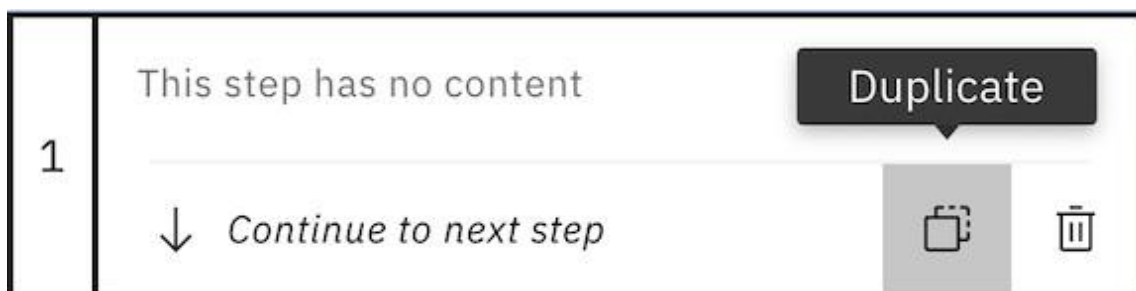 This step has no content
Duplicate
1
Continue to next step